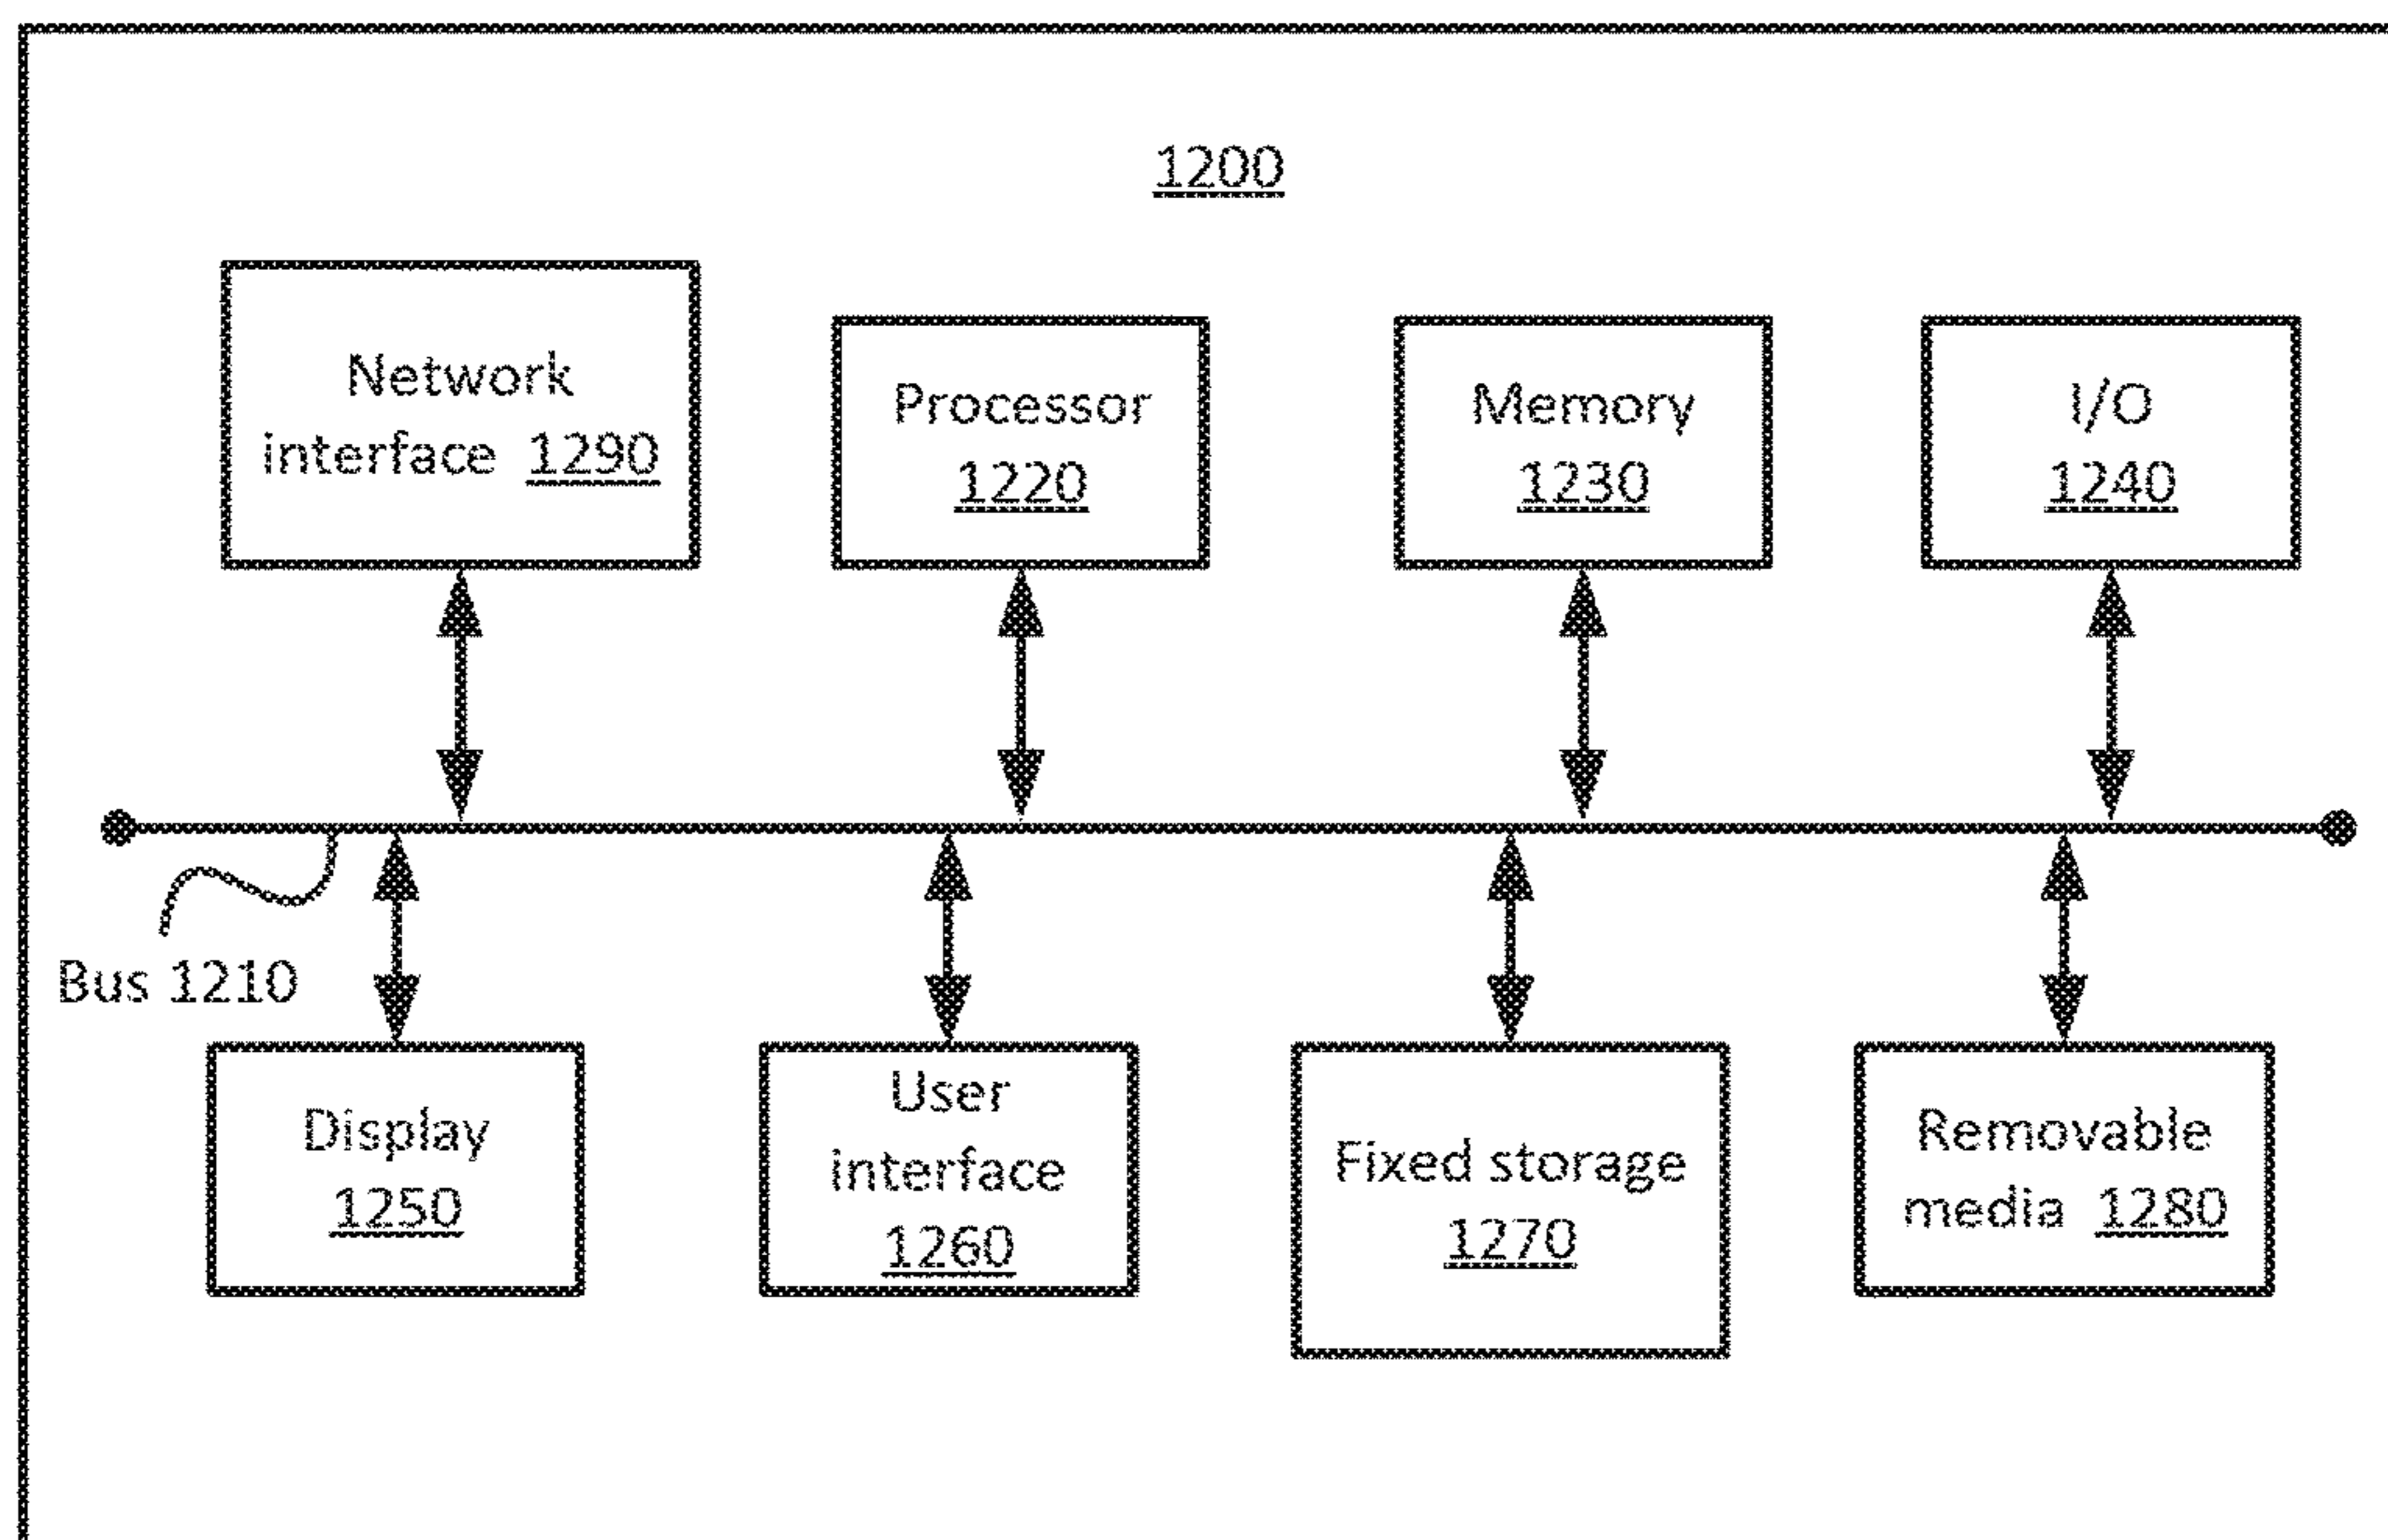 1200
Network
interface 1290
Processor
1220
Memory
1230
I/O
1240
Bus 1210
Display
1250
User
interface
1260
Fixed storage
1270
Removable
media 1280